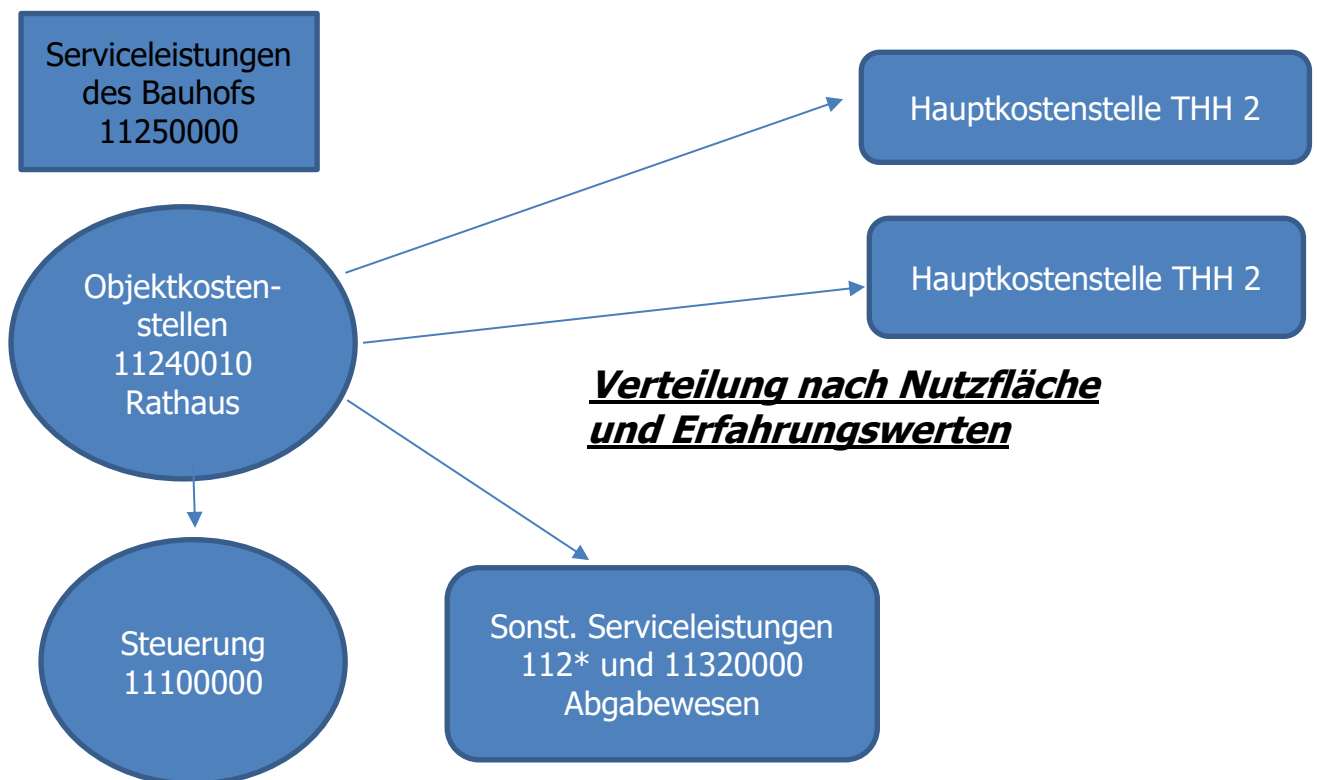 Serviceleistungen
des Bauhofs
11250000
Hauptkostenstelle THH 2
Hauptkostenstelle THH 2
Objektkosten-
stellen
11240010
Rathaus
Verteilung nach Nutzfläche
und Erfahrungswerten
Steuerung
11100000
Sonst. Serviceleistungen
112* und 11320000
Abgabewesen